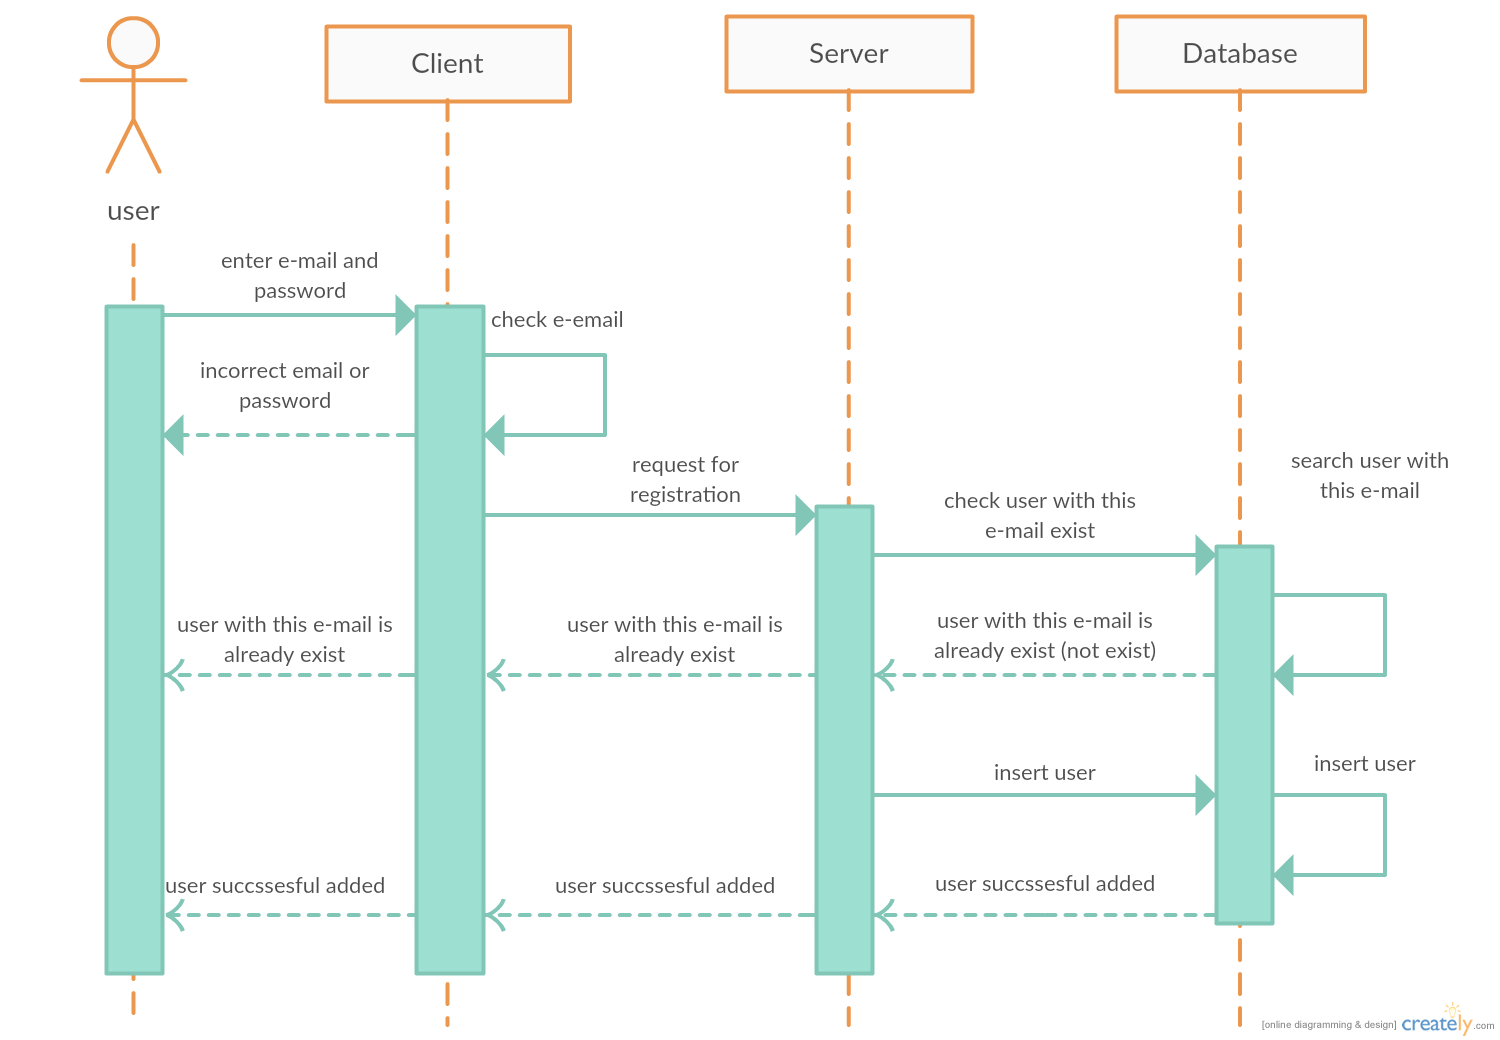 Client
Server
Database
user
enter e-mail and
password
check e-email
incorrect email or
password
request for
registration
check user with this
e-mail exist
search user with
this e-mail
user with this e-mail is
already exist
user with this e-mail is
already exist
user with this e-mail is
already exist (not exist)
insert user
insert user
user succssesful added
user succssesful added
user succssesful added
[online diagramming & design] creately.com